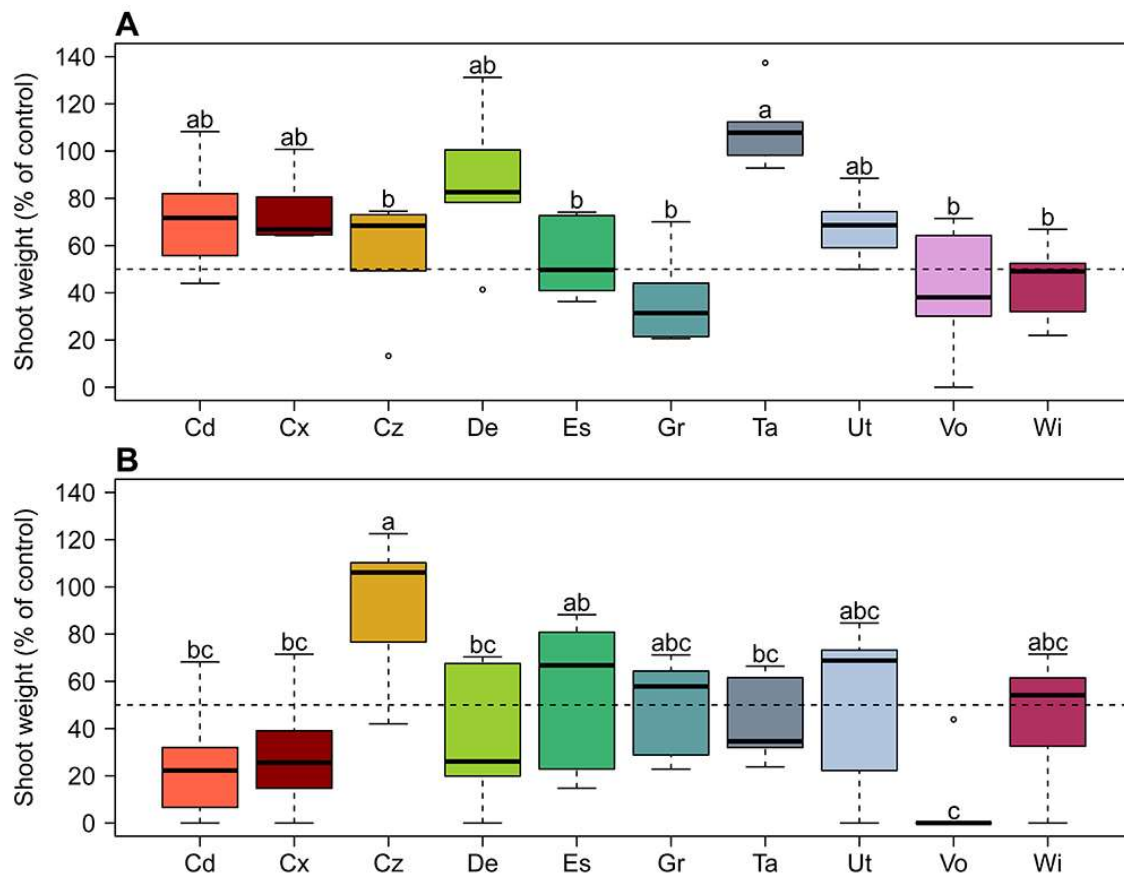 A
Shoot weight (% of control)
140
120
100
80
60
40
20
0
ab
ab
b
ab
b
b
a
ab
b
b
Cd Cx Cz De Es Gr Ta Ut Vo Wi
B
Shoot weight (% of control)
140
120
100
80
60
40
20
0
bc
bc
a
bc
ab
abc
bc
abc
c
abc
Cd Cx Cz De Es Gr Ta Ut Vo Wi